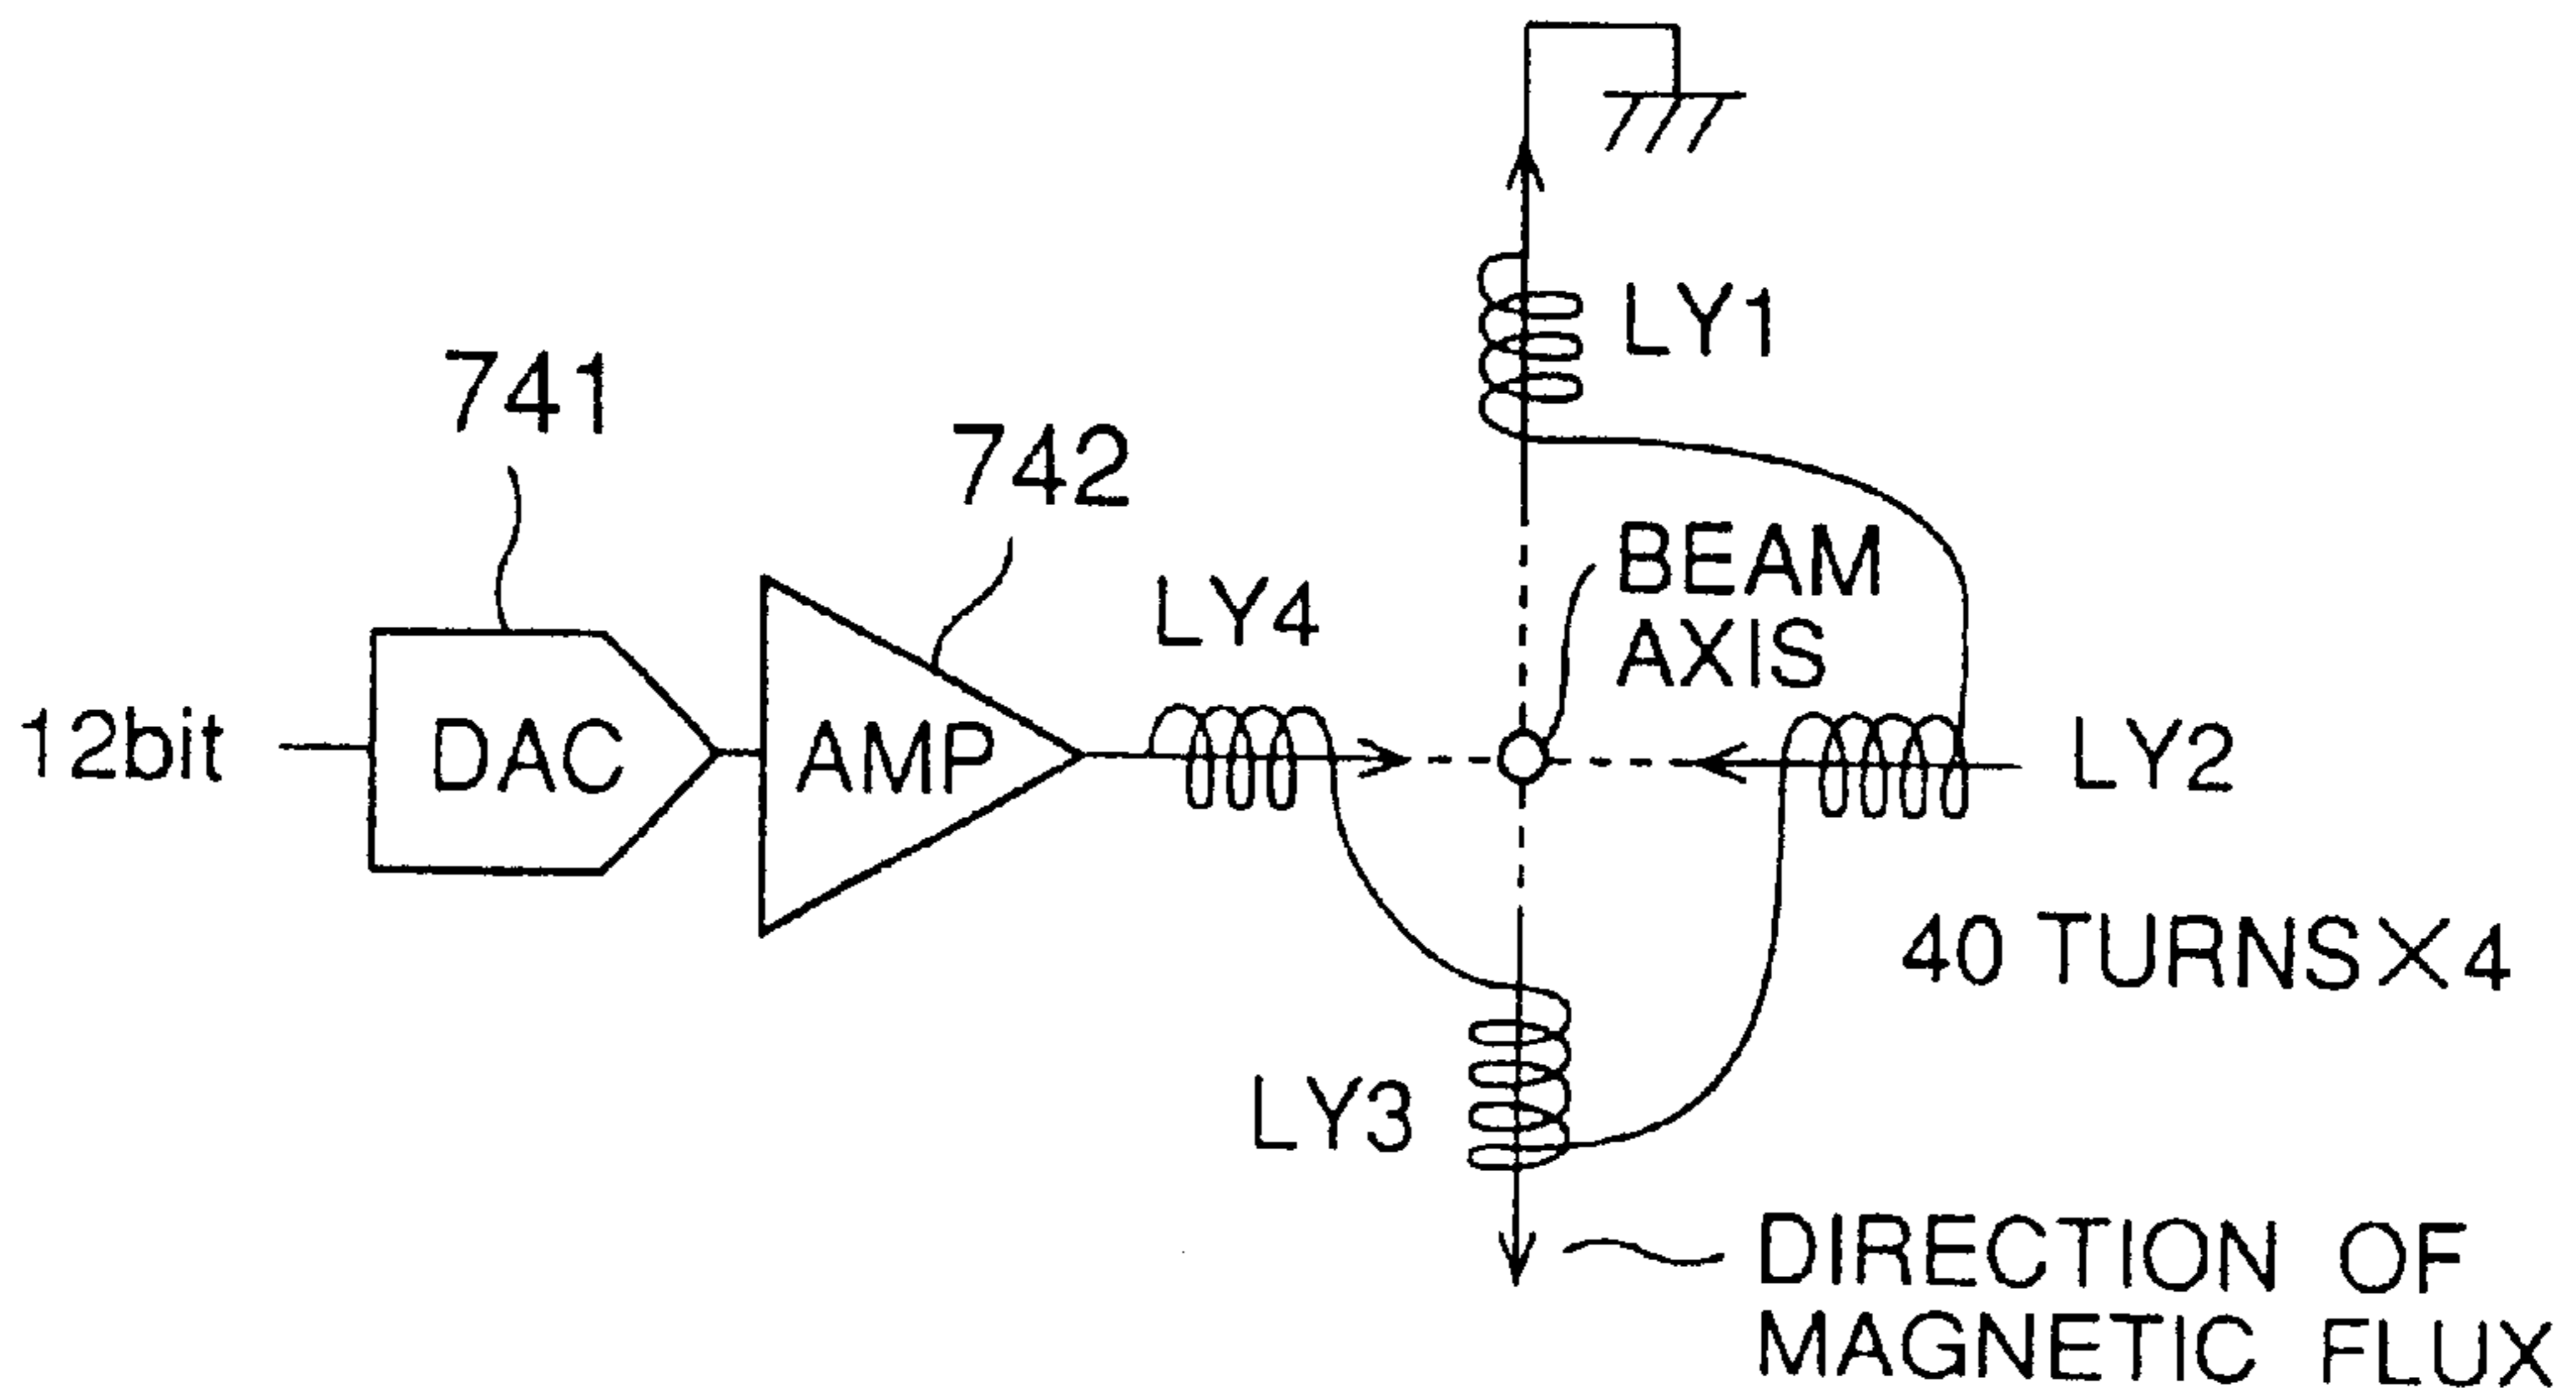 LY1
741
742
BEAM
AXIS
LY4
12bit
DAC
AMP
LY2
40 TURNS×4
LY3
DIRECTION OF
MAGNETIC FLUX